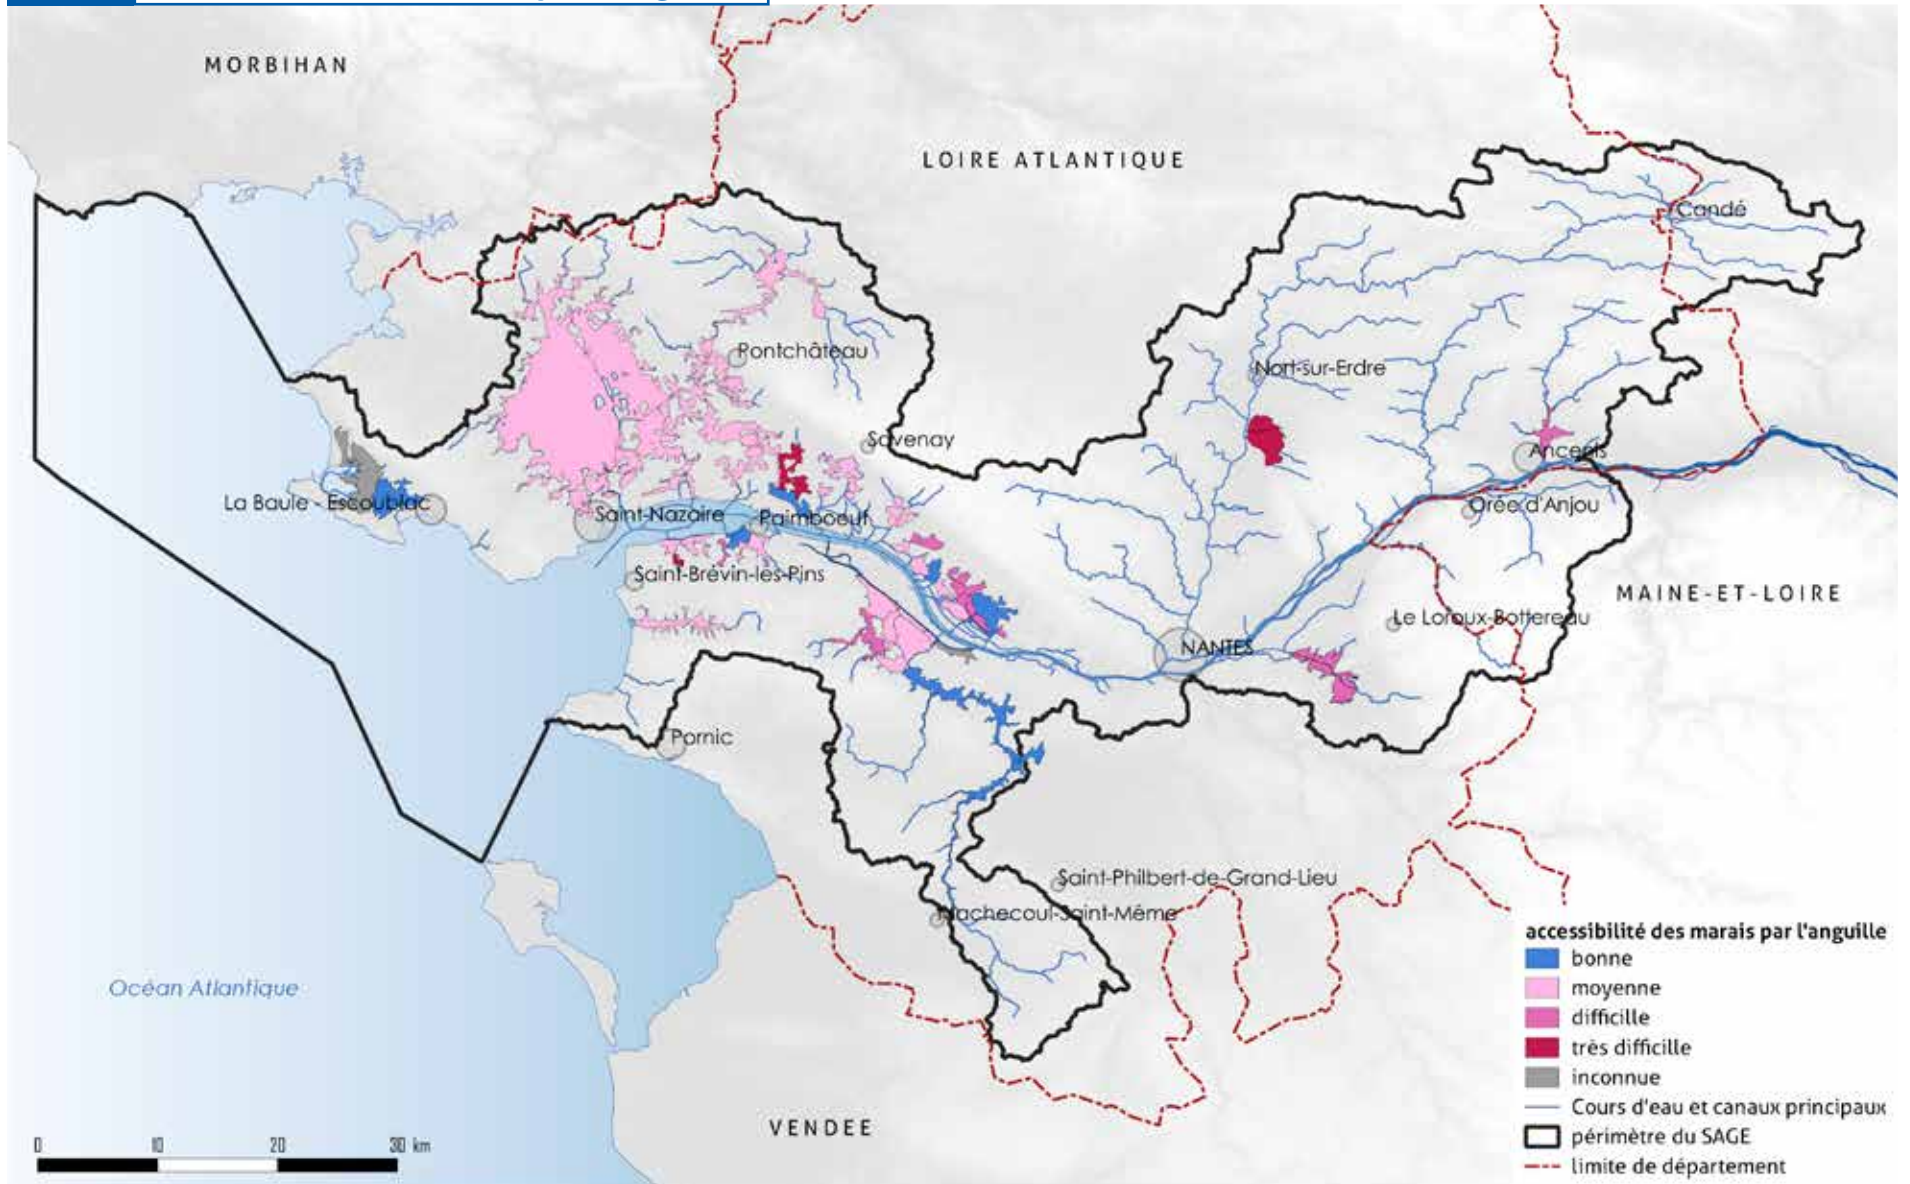 MORBIHAN
LOIRE ATLANTIQUE
Candé
Pontchâteau
Nort-sur-Erdre
Savenay
Ancenis
La Baule - Escoublac
Saint-Nazaire
Paimboeuf
Orée d'Anjou
Saint-Brévin-les-Pins
MAINE-ET-LOIRE
Le Loroux-Bottereau
NANTES
Pornic
Saint-Philbert-de-Grand-Lieu
Machecoul-Saint-Même
Océan Atlantique
VENDEE
accessibilité des marais par l'anguille
bonne
moyenne
difficille
très difficille
inconnue
Cours d'eau et canaux principaux
périmètre du SAGE
limite de département
0 10 20 30 km